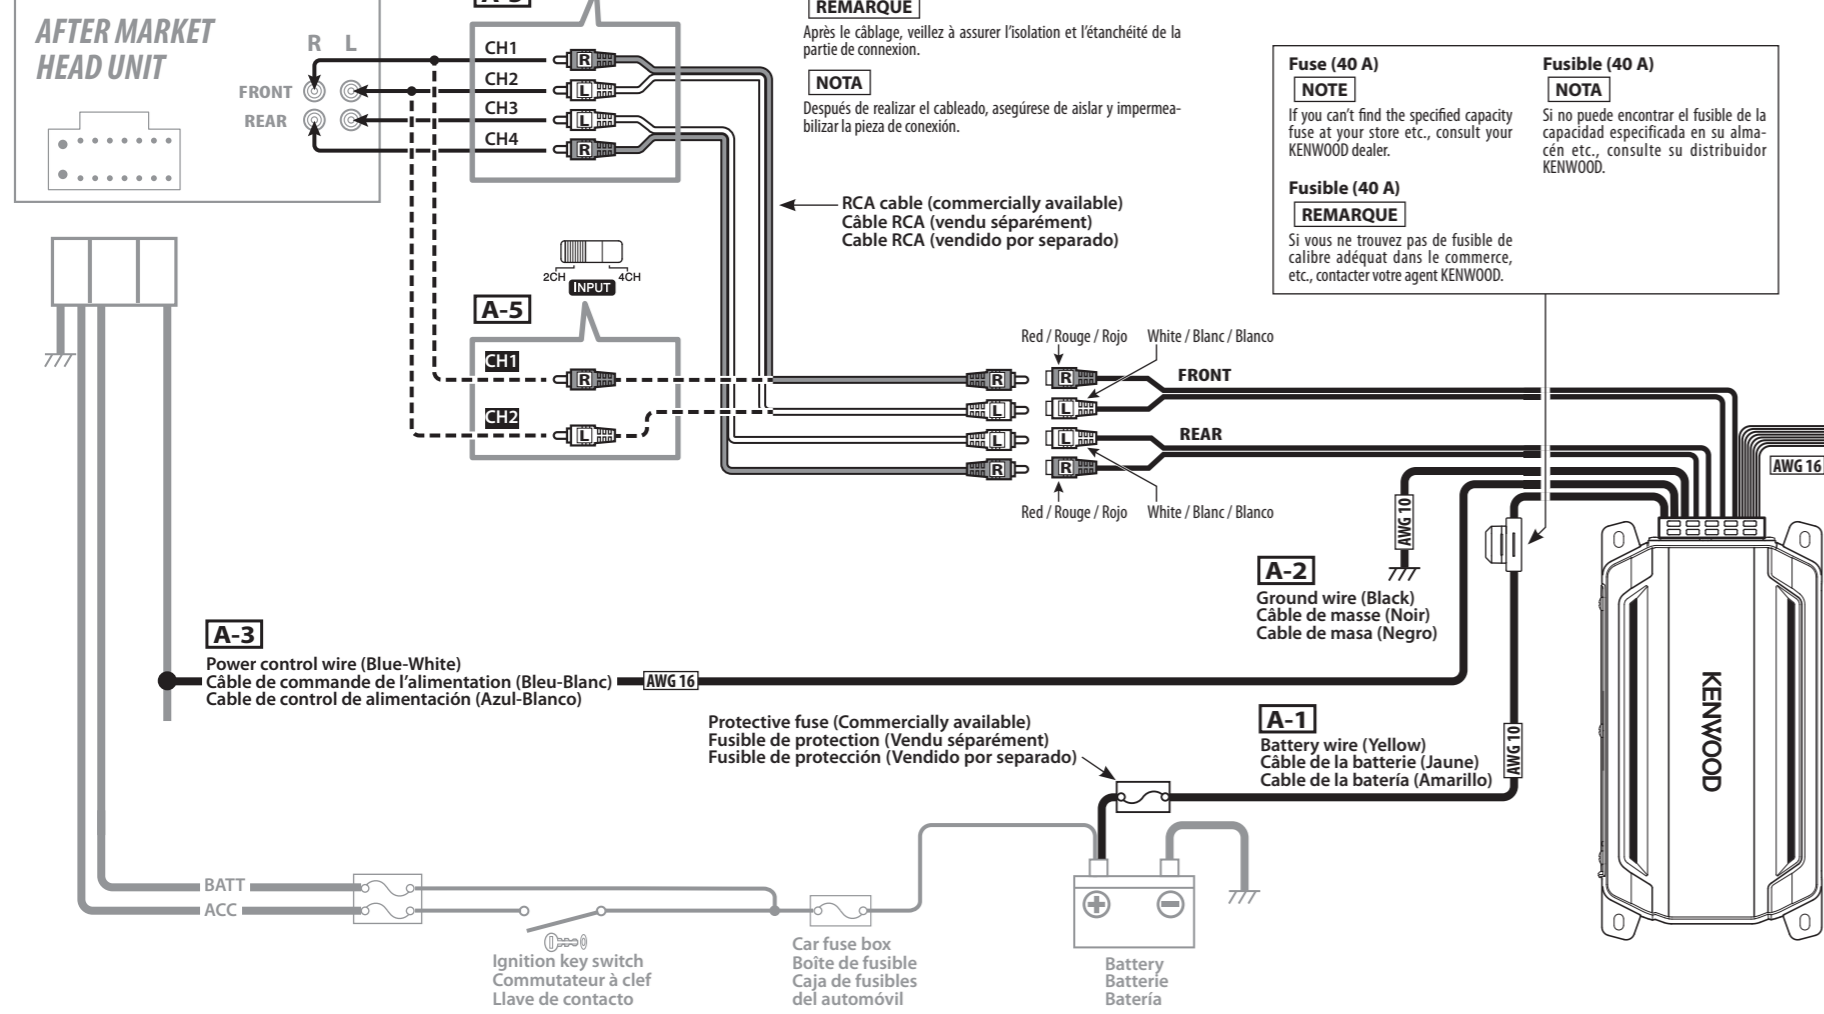 AFTER MARKET
HEAD UNIT
R L
FRONT
REAR
CH1
CH2
CH3
CH4
REMARQUE
Après le câblage, veillez à assurer l'isolation et l'étanchéité de la
partie de connexion.
NOTA
Después de realizar el cableado, asegúrese de aislar y impermea-
bilizar la pieza de conexión.
R
L
L
R
Fuse (40 A)
NOTE
If you can't find the specified capacity
fuse at your store etc., consult your
KENWOOD dealer.
Fusible (40 A)
REMARQUE
Si vous ne trouvez pas de fusible de
calibre adéquat dans le commerce,
etc., contacter votre agent KENWOOD.
Fusible (40 A)
NOTA
Si no puede encontrar el fusible de la
capacidad especificada en su alma-
cén etc., consulte su distribuidor
KENWOOD.
RCA cable (commercially available)
Câble RCA (vendu séparément)
Cable RCA (vendido por separado)
2CH 4CH
INPUT
A-5
CH1
R
CH2
L
Red / Rouge / Rojo
White / Blanc / Blanco
R R
FRONT
L L
L L
REAR
R R
Red / Rouge / Rojo
White / Blanc / Blanco
AWG 16
AWG 10
A-2
Ground wire (Black)
Câble de masse (Noir)
Cable de masa (Negro)
A-3
Power control wire (Blue-White)
Câble de commande de l'alimentation (Bleu-Blanc)
Cable de control de alimentación (Azul-Blanco)
AWG 16
Protective fuse (Commercially available)
Fusible de protection (Vendu séparément)
Fusible de protección (Vendido por separado)
A-1
Battery wire (Yellow)
Câble de la batterie (Jaune)
Cable de la batería (Amarillo)
AWG 10
KENWOOD
BATT
ACC
Ignition key switch
Commutateur à clef
Llave de contacto
Car fuse box
Boîte de fusible
Caja de fusibles
del automóvil
Battery
Batterie
Batería